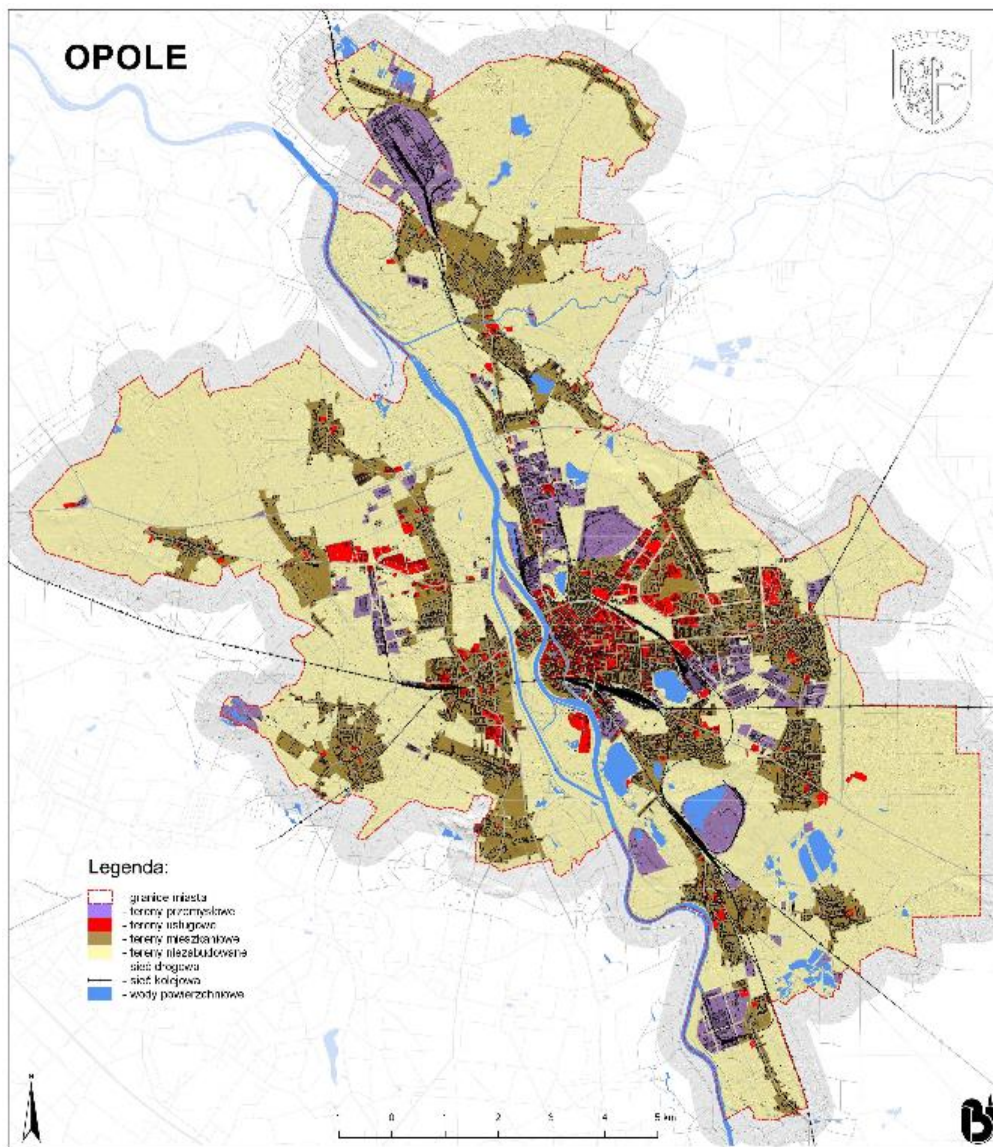 OPOLE
Legenda:
- granice miasta
- tereny przemysłowe
- tereny usługowe
- tereny mieszkaniowe
- tereny niezabudowane
- sieć drogowa
- sieć kolejowa
- wody powierzchniowe
N
1 0 1 2 3 4 5 km